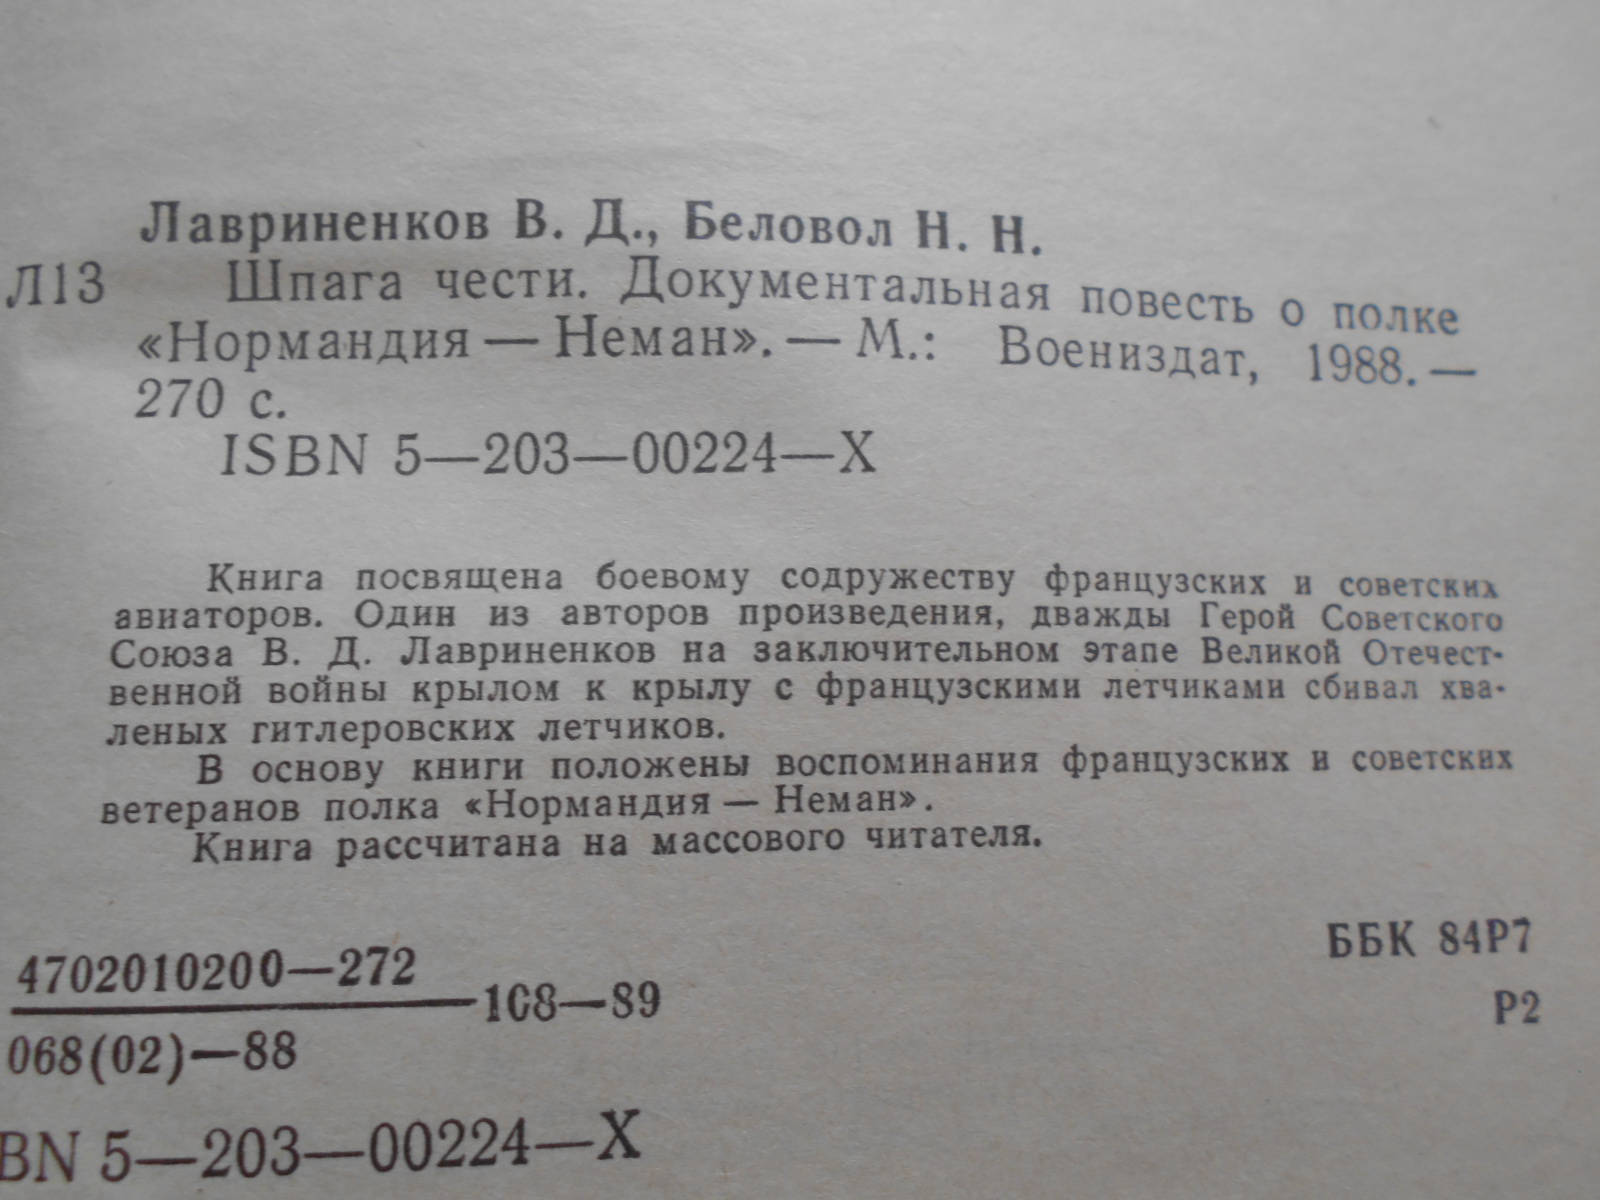 Лавриненков В. Д., Беловол Н. Н.
Л13 Шпага чести. Документальная повесть о полке
«Нормандия — Неман». — М.: Воениздат, 1988. —
270 с.
ISBN 5—203—00224—X
Книга посвящена боевому содружеству французских и советских
авиаторов. Один из авторов произведения, дважды Герой Советского
Союза В. Д. Лавриненков на заключительном этапе Великой Отечест-
венной войны крылом к крылу с французскими летчиками сбивал хва-
леных гитлеровских летчиков.
В основу книги положены воспоминания французских и советских
ветеранов полка «Нормандия — Неман».
Книга рассчитана на массового читателя.
4702010200—272
068(02)—88
108—89
ББК 84Р7
Р2
BN 5—203—00224—X